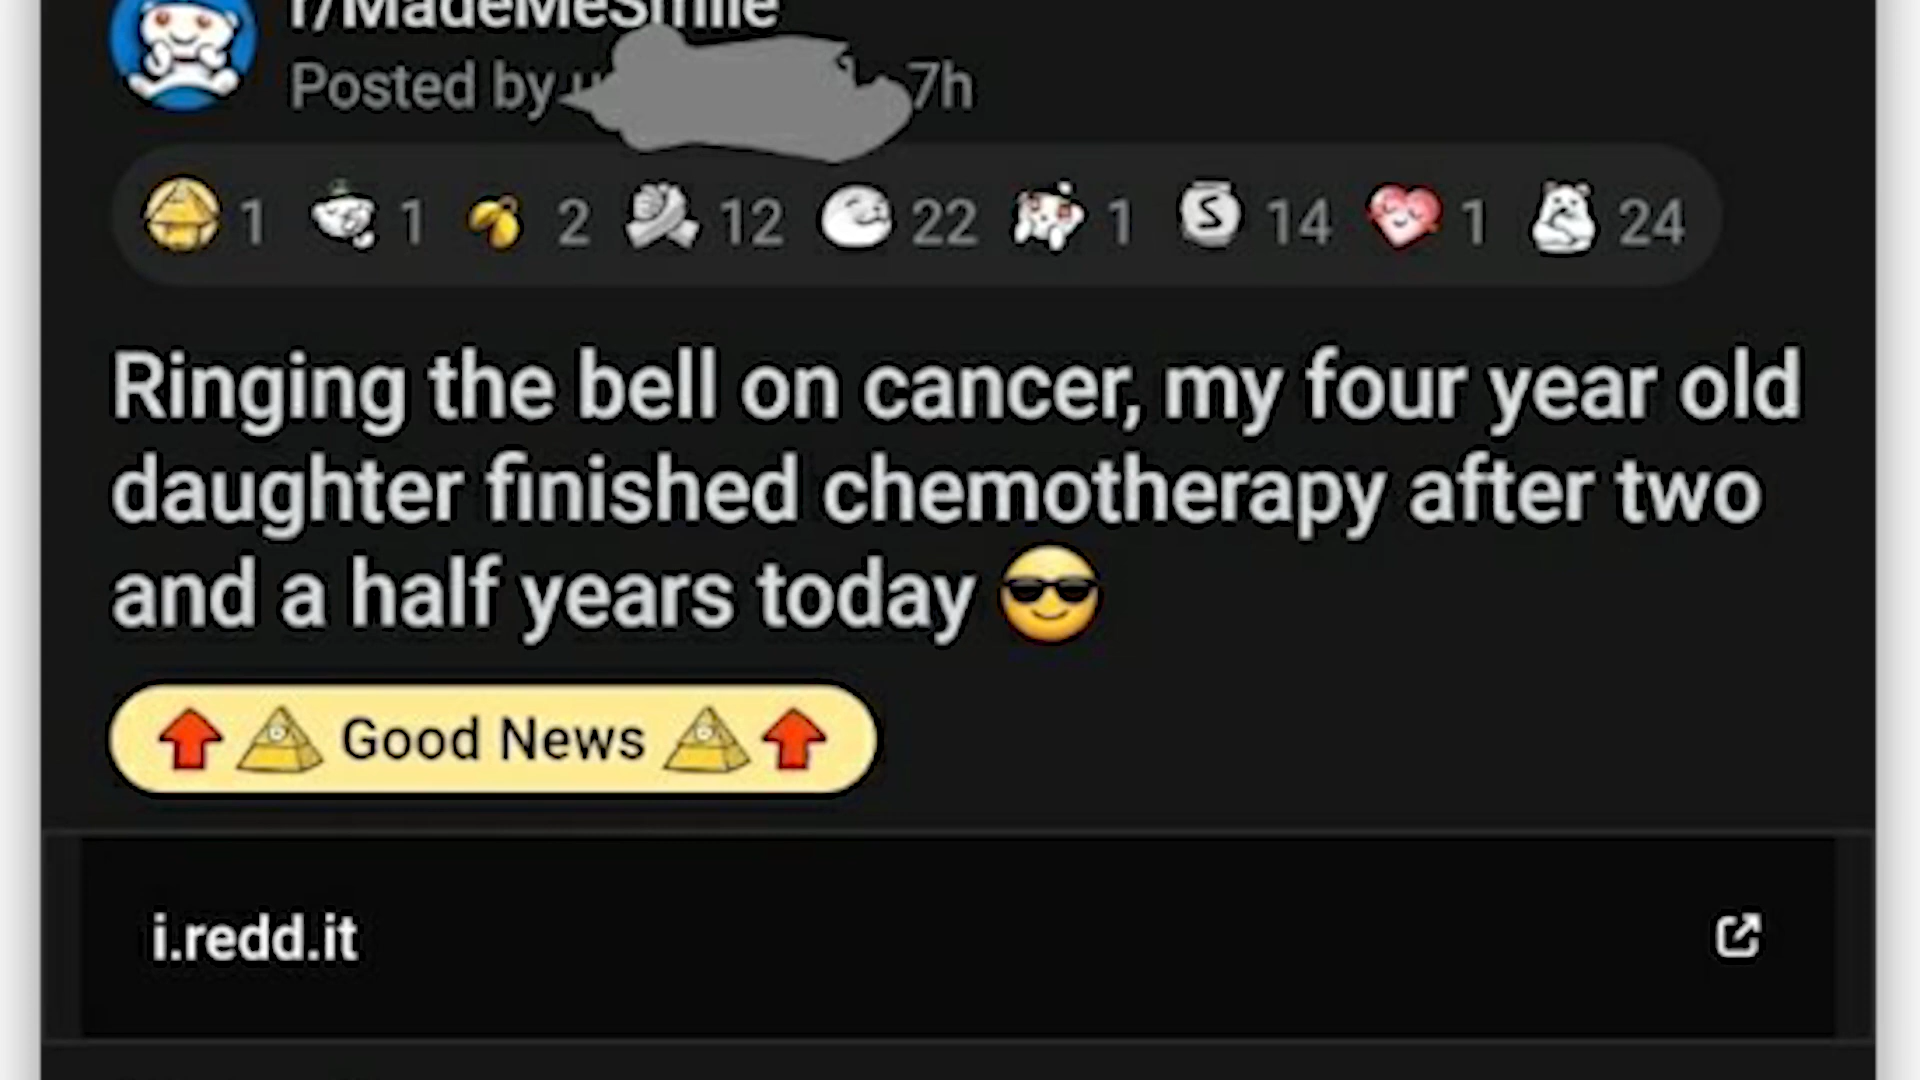 r/MadeMeSmile
Posted by 7h
1 1 2 12 22 1 S 14 1 24
Ringing the bell on cancer, my four year old
daughter finished chemotherapy after two
and a half years today 😎
Good News
i.redd.it